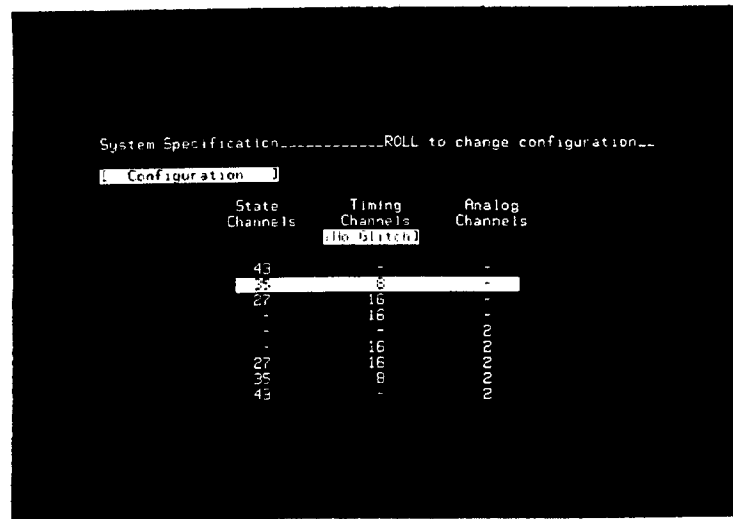 System Specification____________ROLL to change configuration__
[ Configuration ]
State Timing Analog
Channels Channels Channels
[No Glitch]
43 - -
35 8 -
27 16 -
- 16 -
- - 2
- 16 2
27 16 2
35 8 2
43 - 2